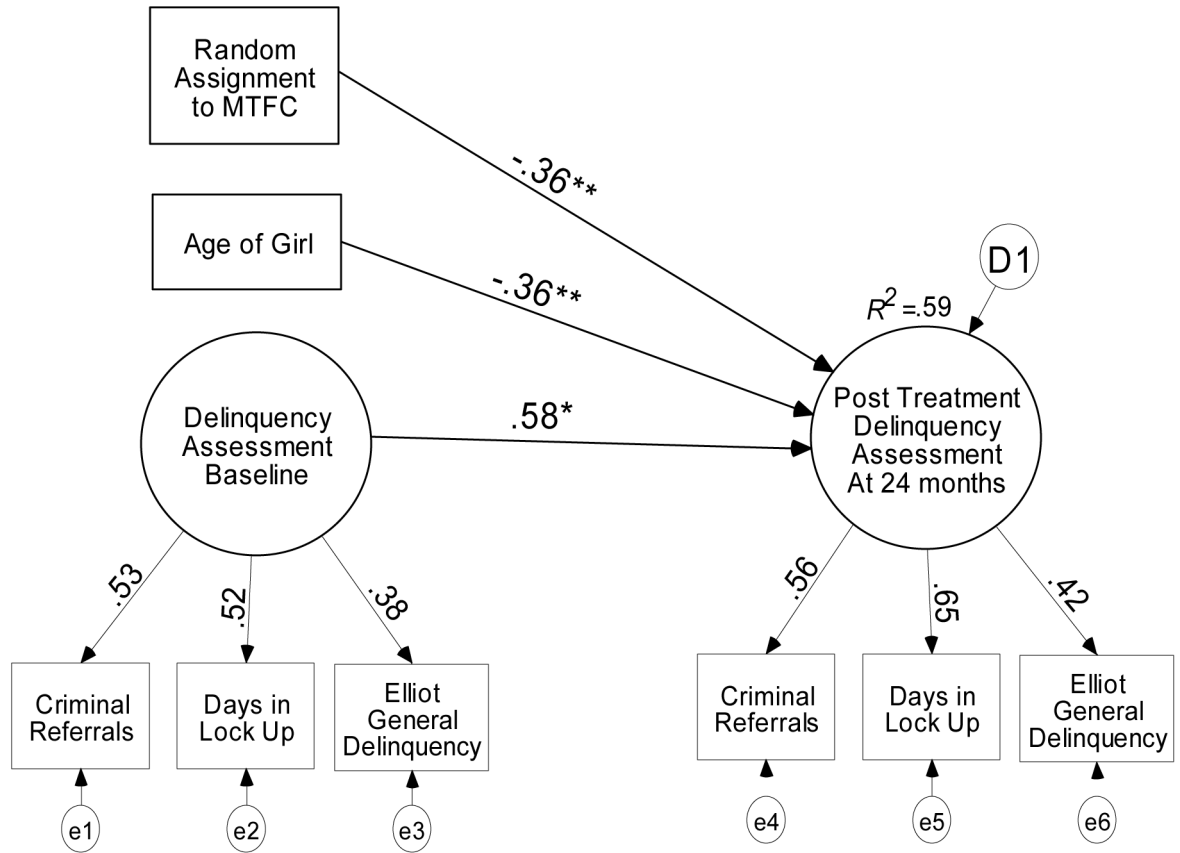 Random
Assignment
to MTFC
-.36**
Age of Girl
-.36**
D1
R2 =.59
Delinquency
Assessment
Baseline
.58*
Post Treatment
Delinquency
Assessment
At 24 months
.53
.52
.38
.56
.65
.42
Criminal
Referrals
Days in
Lock Up
Elliot
General
Delinquency
Criminal
Referrals
Days in
Lock Up
Elliot
General
Delinquency
e1
e2
e3
e4
e5
e6